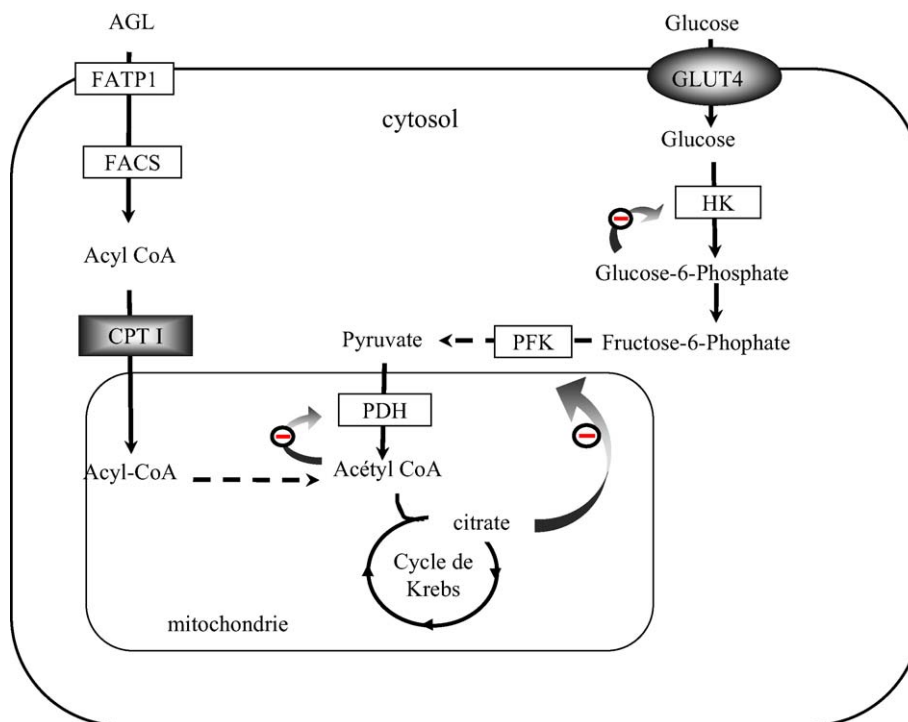 AGL
Glucose
FATP1
GLUT4
cytosol
Glucose
FACS
HK
Acyl CoA
Glucose-6-Phosphate
CPT I
Pyruvate
PFK
Fructose-6-Phophate
PDH
Acyl-CoA
Acétyl CoA
citrate
Cycle de
Krebs
mitochondrie